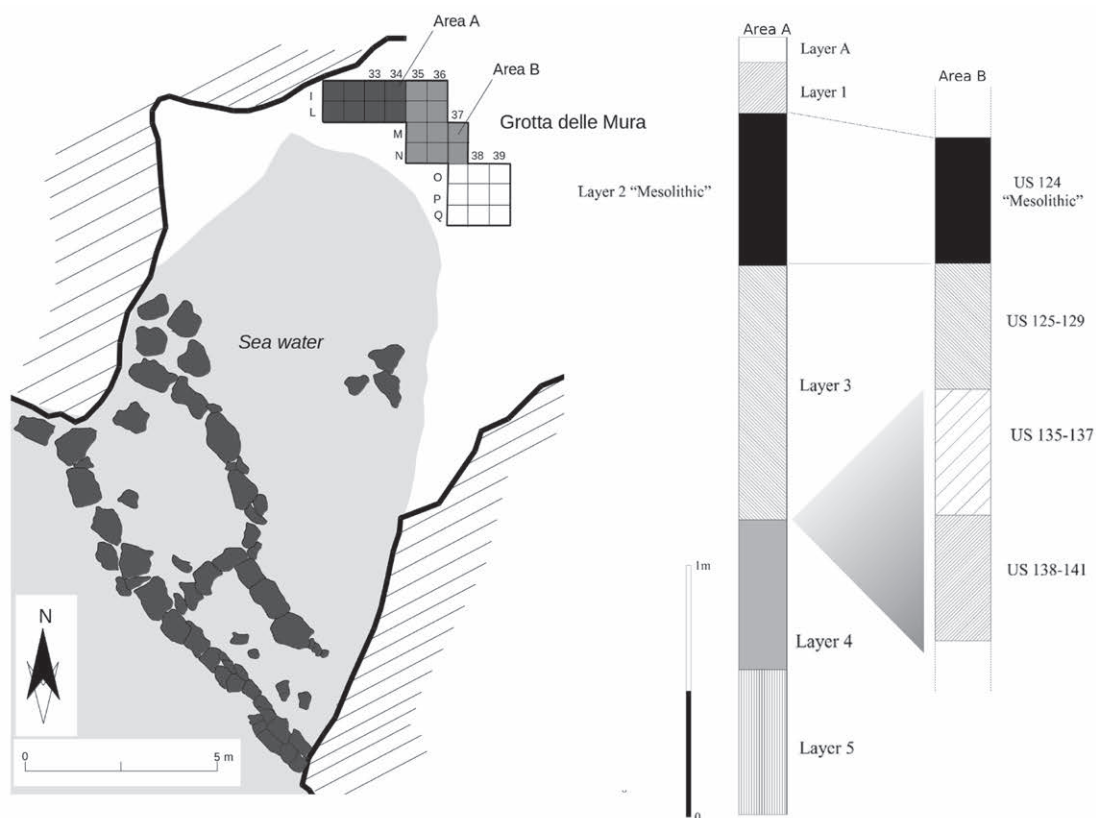 Area A
Area B
33 34 35 36
I
L
37
M
N
38 39
O
P
Q
Grotta delle Mura
Sea water
N
0 5 m
Area A
Layer A
Layer 1
Layer 2 “Mesolithic”
Layer 3
Layer 4
Layer 5
1m
0
Area B
US 124
“Mesolithic”
US 125-129
US 135-137
US 138-141